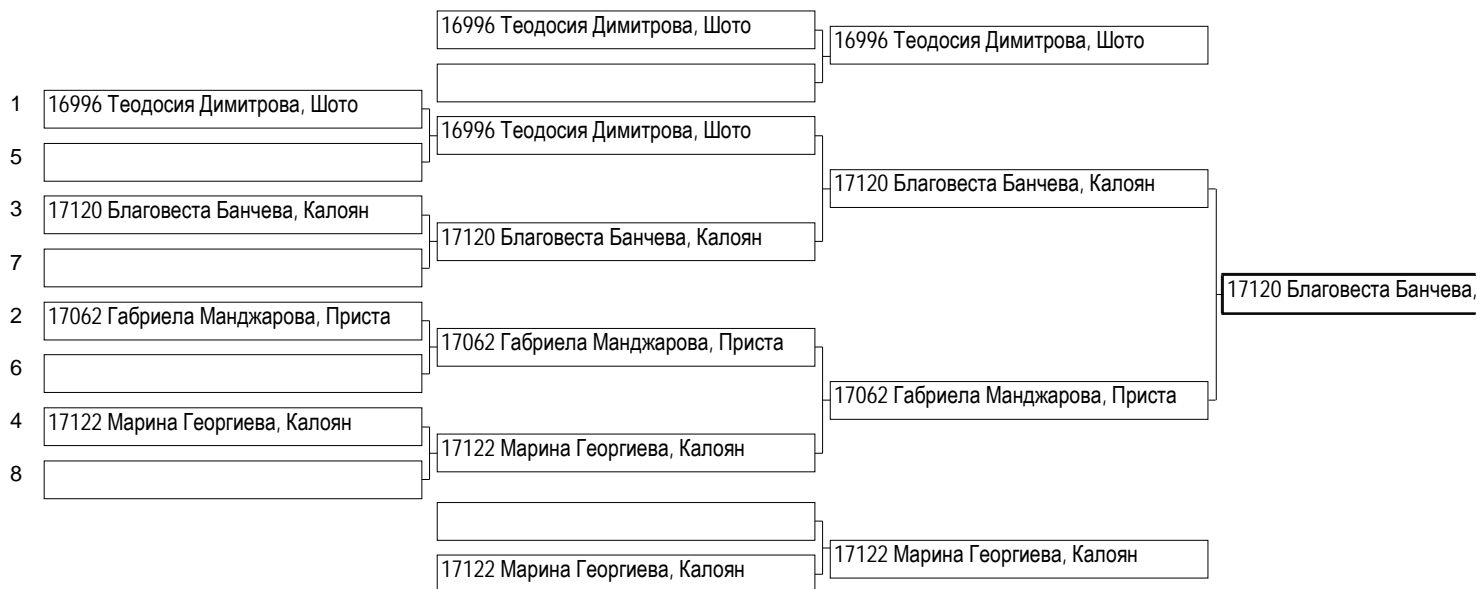 16996 Теодосия Димитрова, Шото
16996 Теодосия Димитрова, Шото
1 16996 Теодосия Димитрова, Шото
16996 Теодосия Димитрова, Шото
5
17120 Благовеста Банчева, Калоян
3 17120 Благовеста Банчева, Калоян
17120 Благовеста Банчева, Калоян
7
17120 Благовеста Банчева,
2 17062 Габриела Манджарова, Приста
17062 Габриела Манджарова, Приста
6
17062 Габриела Манджарова, Приста
4 17122 Марина Георгиева, Калоян
17122 Марина Георгиева, Калоян
8
17122 Марина Георгиева, Калоян
17122 Марина Георгиева, Калоян